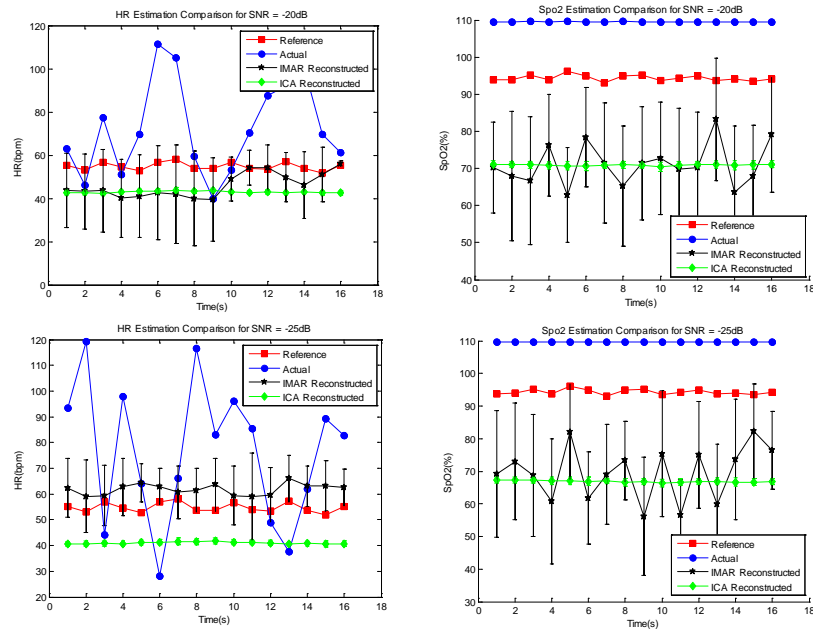 HR Estimation Comparison for SNR = -20dB
120
100
80
60
40
20
0
HR(bpm)
0 2 4 6 8 10 12 14 16 18
Time(s)
Reference
Actual
IMAR Reconstructed
ICA Reconstructed
Spo2 Estimation Comparison for SNR = -20dB
110
100
90
80
70
60
50
40
SpO2(%)
0 2 4 6 8 10 12 14 16 18
Time(s)
Reference
Actual
IMAR Reconstructed
ICA Reconstructed
HR Estimation Comparison for SNR = -25dB
120
110
100
90
80
70
60
50
40
30
20
HR(bpm)
0 2 4 6 8 10 12 14 16 18
Time(s)
Reference
Actual
IMAR Reconstructed
ICA Reconstructed
Spo2 Estimation Comparison for SNR = -25dB
110
100
90
80
70
60
50
40
30
SpO2(%)
0 2 4 6 8 10 12 14 16 18
Time(s)
Reference
Actual
IMAR Reconstructed
ICA Reconstructed